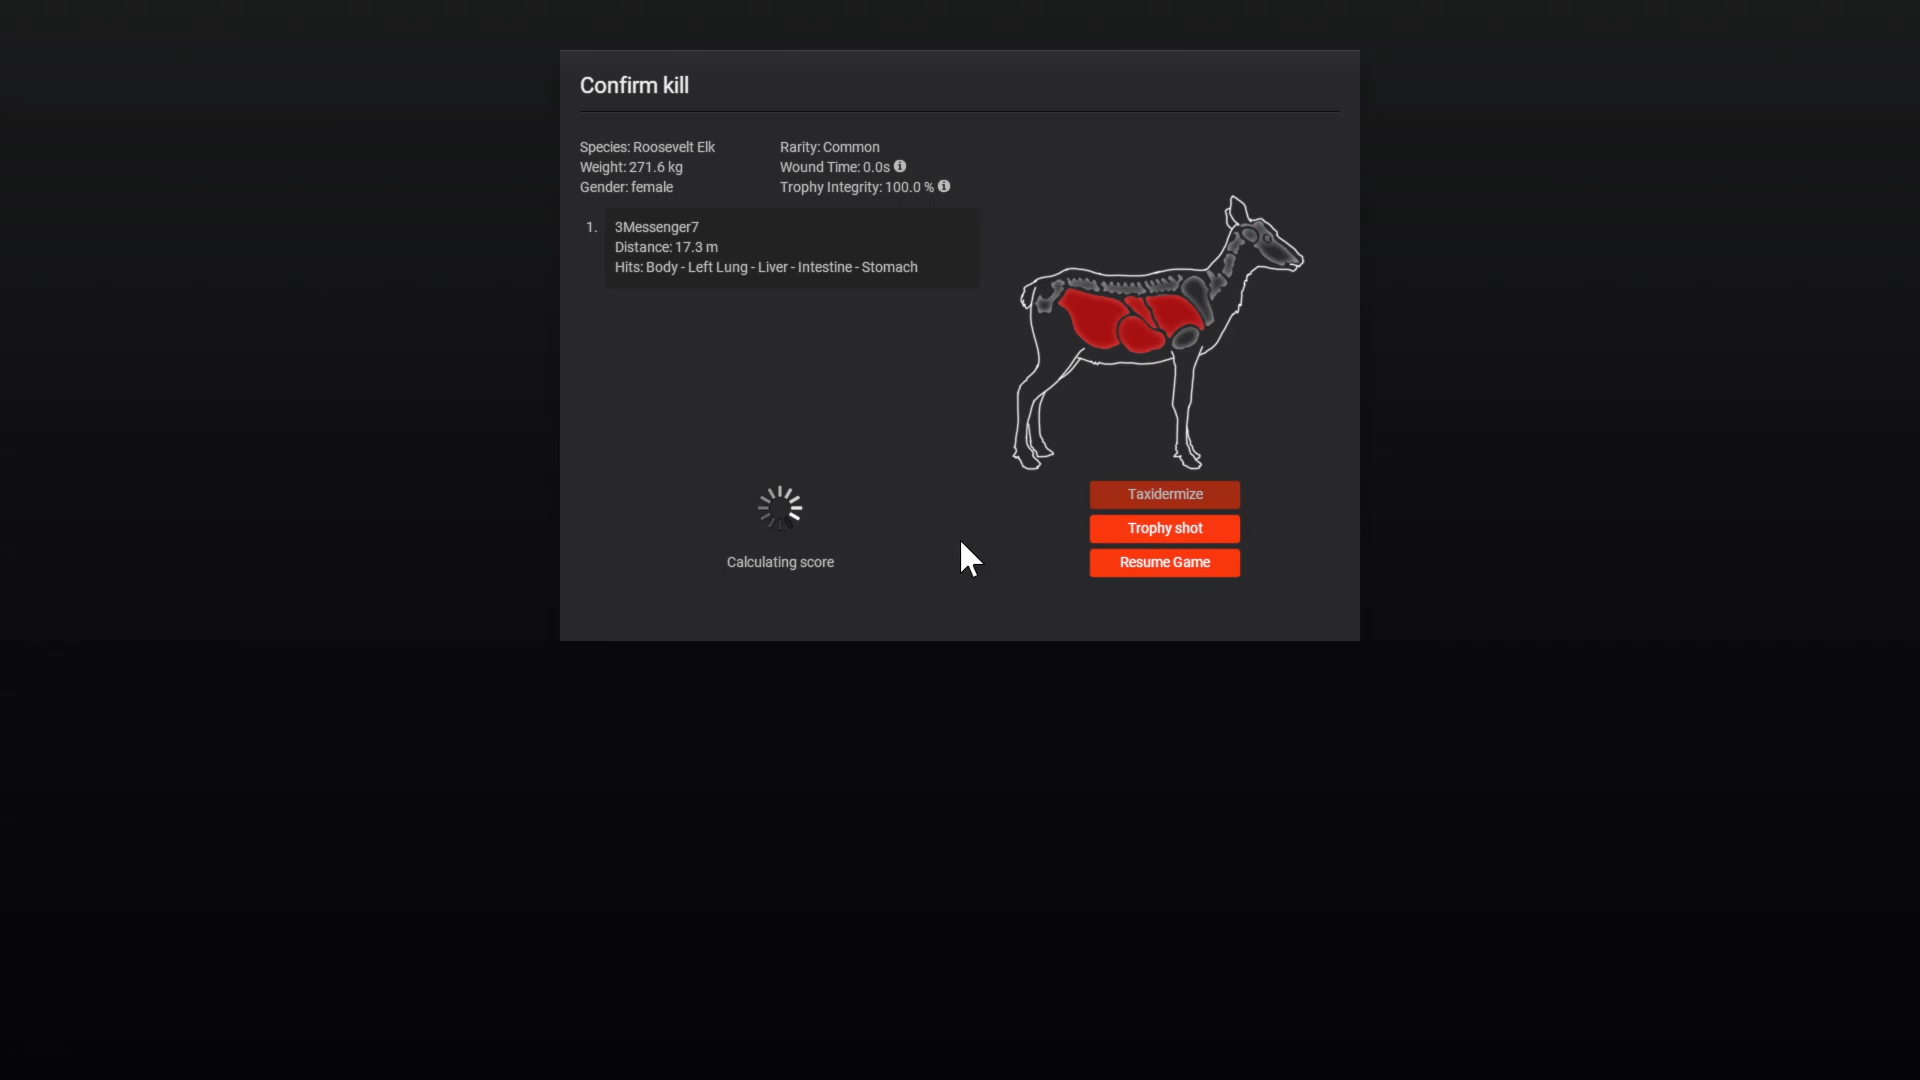 Confirm kill
Species: Roosevelt Elk
Weight: 271.6 kg
Gender: female
Rarity: Common
Wound Time: 0.0s
Trophy Integrity: 100.0 %
1.
3Messenger7
Distance: 17.3 m
Hits: Body - Left Lung - Liver - Intestine - Stomach
Calculating score
Taxidermize
Trophy shot
Resume Game